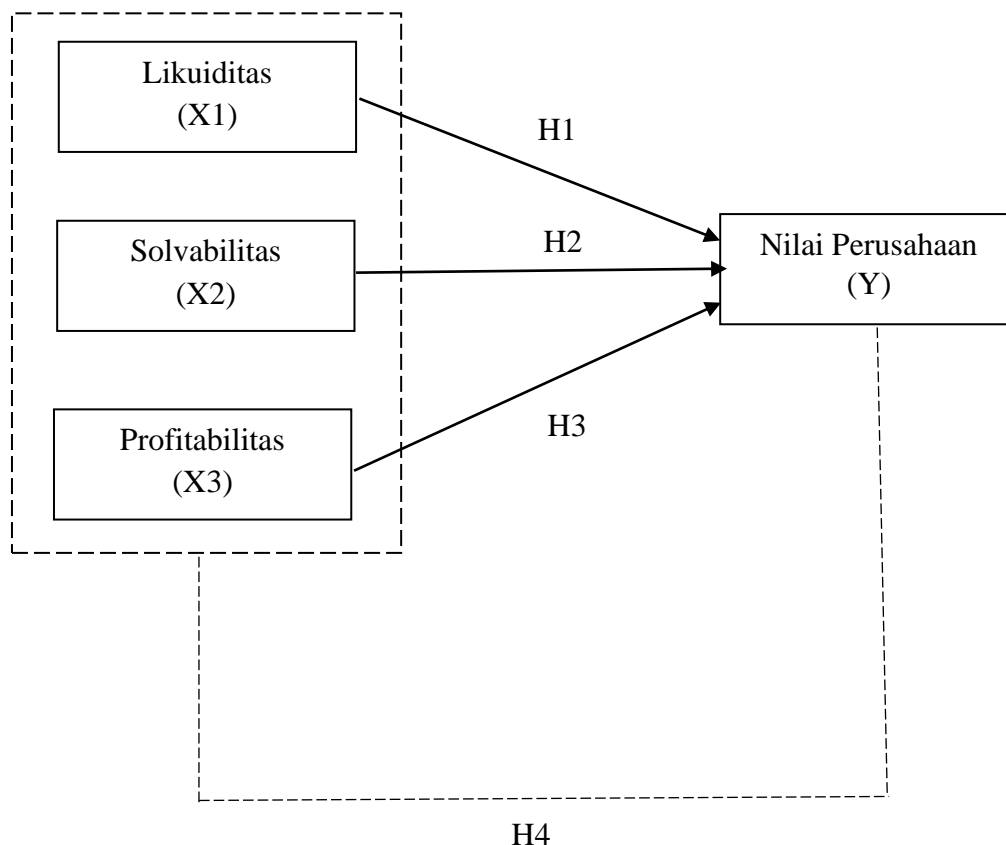 Likuiditas
(X1)
H1
Solvabilitas
(X2)
H2
Nilai Perusahaan
(Y)
Profitabilitas
(X3)
H3
H4